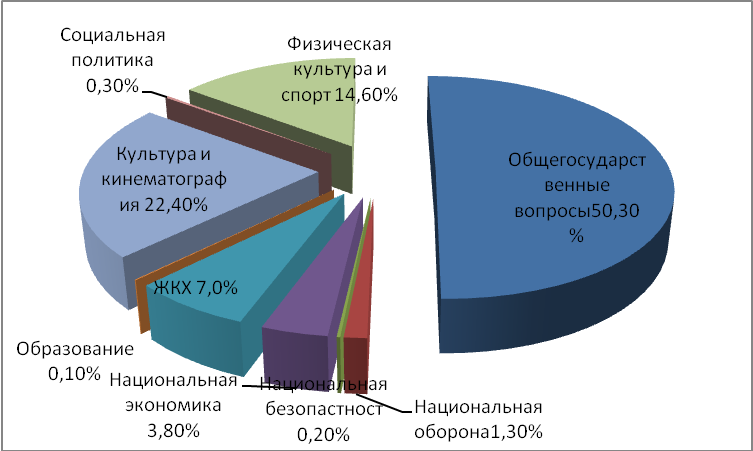 Социальная
политика
0,30%
Физическая
культура и
спорт 14,60%
Общегосударст
венные
вопросы50,30
%
Культура и
кинематограф
ия 22,40%
ЖКХ 7,0%
Образование
0,10%
Национальная
экономика
3,80%
Национальная
безопастност
0,20%
Национальная
оборона1,30%